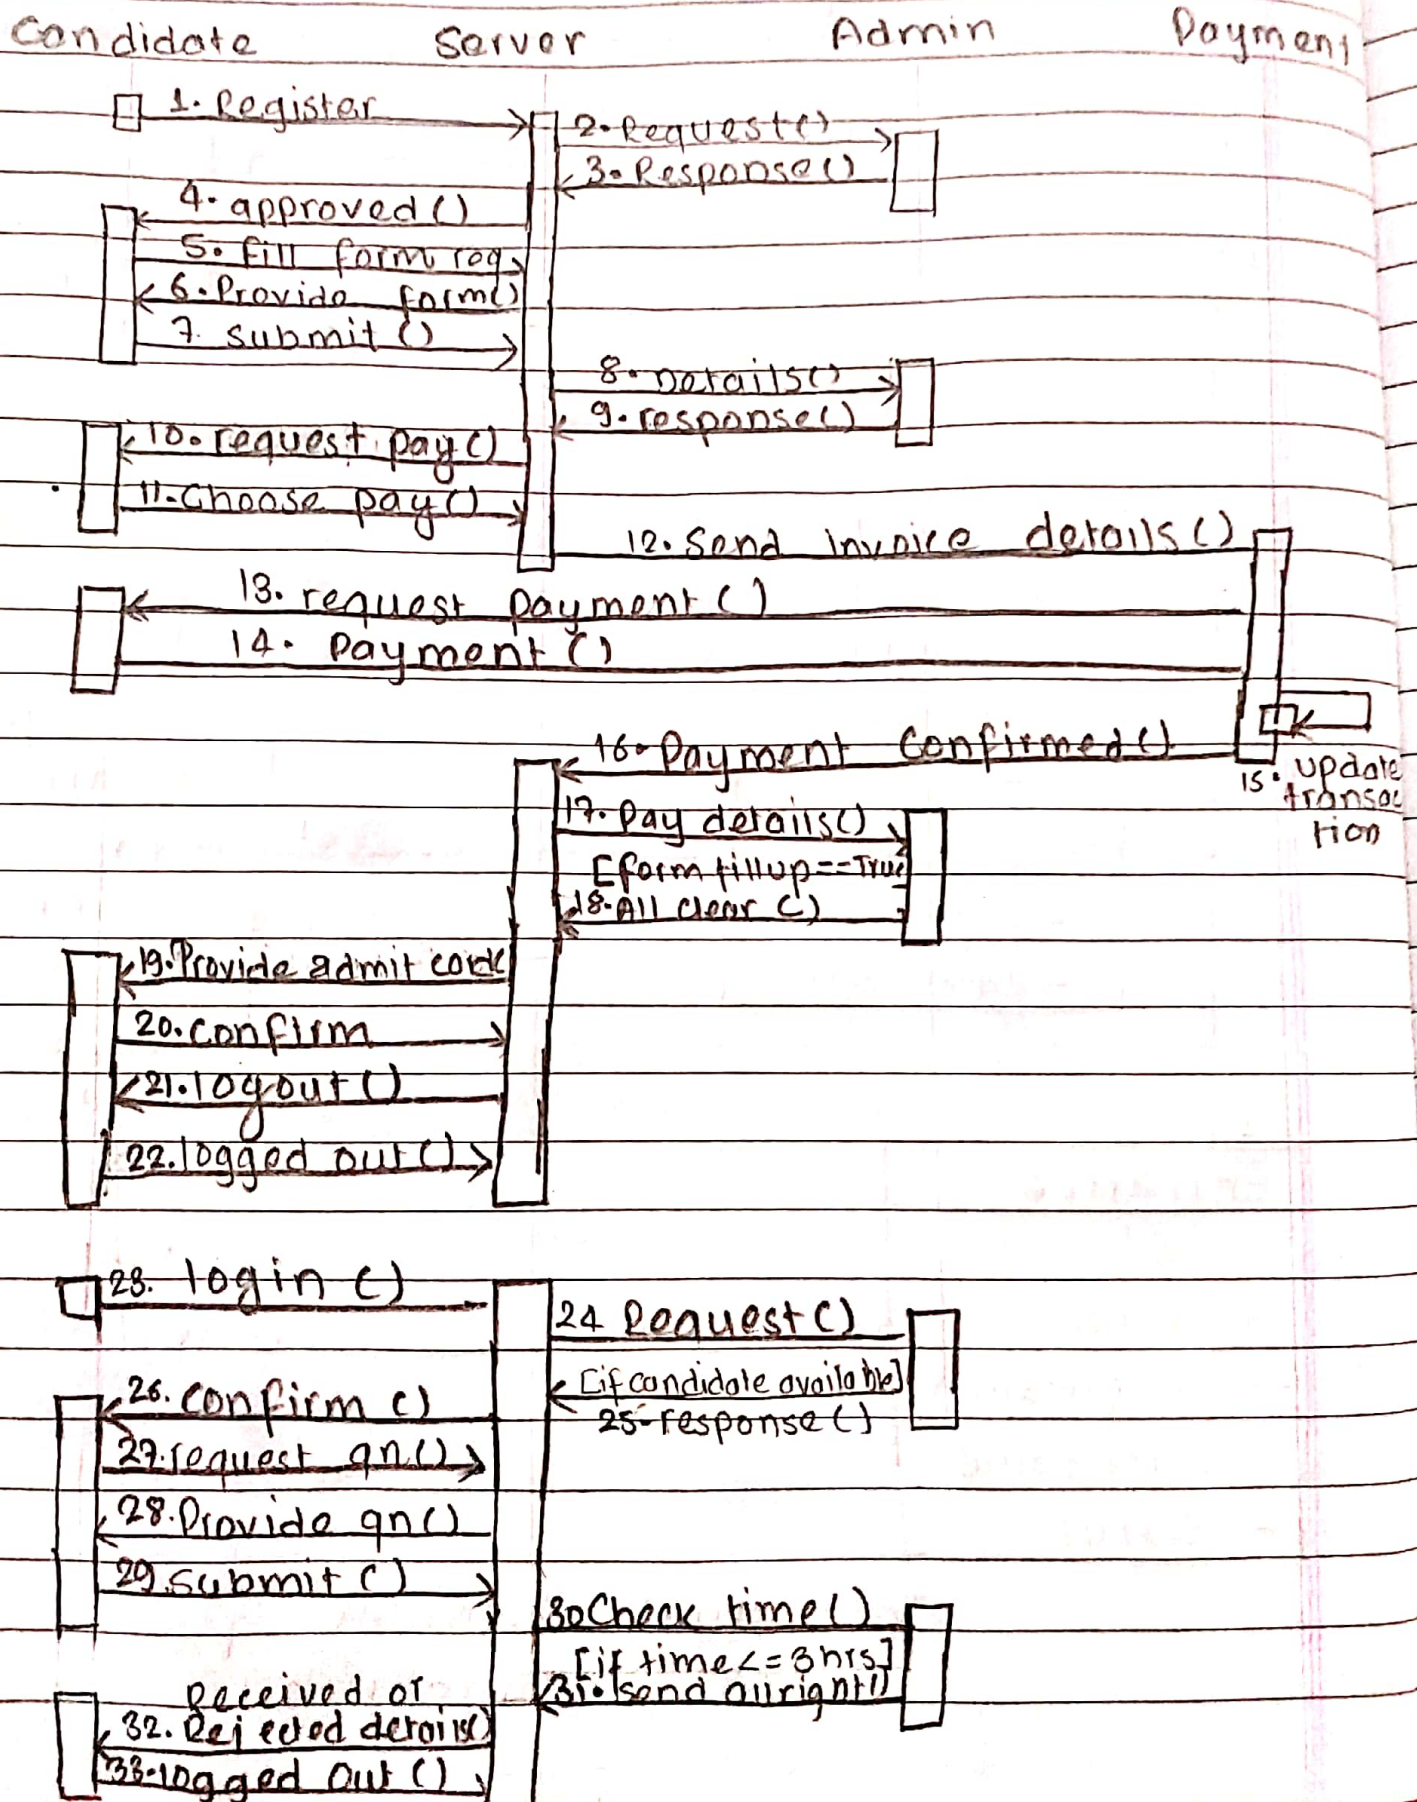 Candidate Server Admin Payment
1. Register
2. Request()
3. Response()
4. approved()
5. fill form req
6. Provide form()
7. submit()
8. Details()
9. response()
10. request pay()
11. Choose pay()
12. Send invoice details()
13. request payment()
14. Payment()
16. Payment Confirmed()
15. update
transac
tion
17. Pay details()
[form fillup==True
18. All clear()
19. Provide admit card(
20. confirm
21. logout()
22. logged out()
23. login()
24 Request()
[if candidate available]
25. response()
26. confirm()
27. request qn()
28. Provide qn()
29. submit()
30 Check time()
[if time<=3hrs]
31. send allright()
Received or
32. Rejected details()
33. logged out()